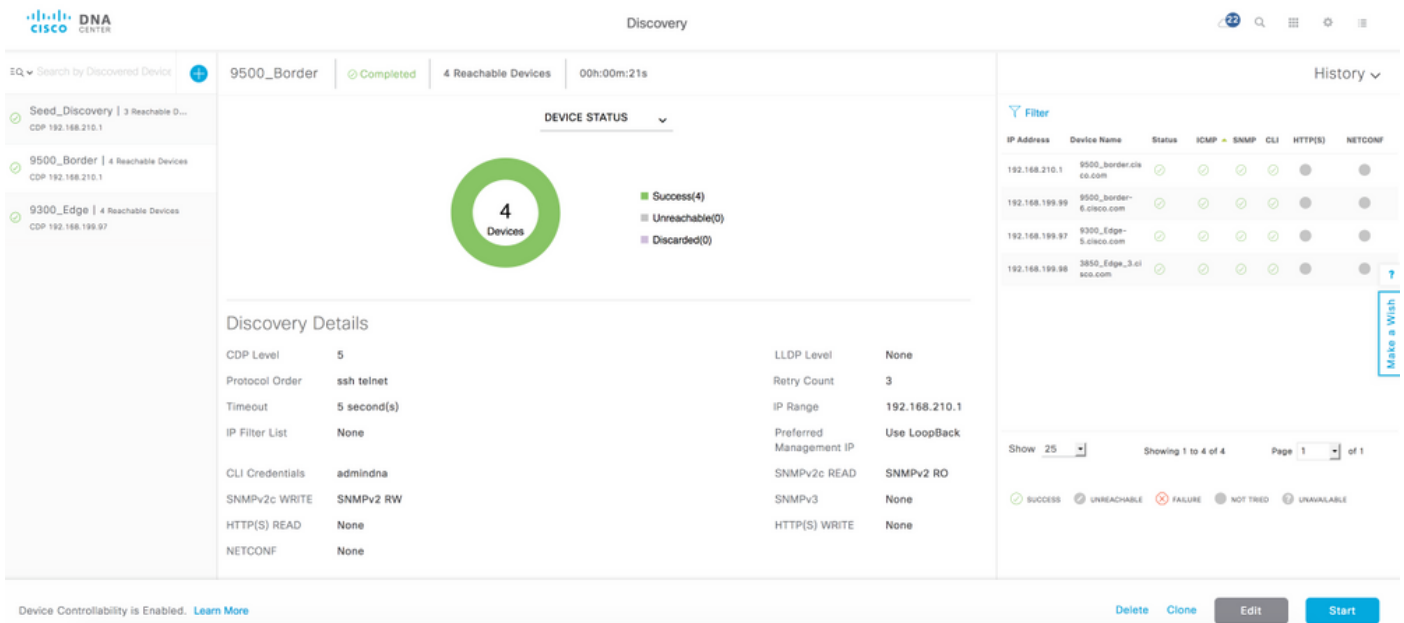 CISCO DNA CENTER
Discovery
22
Search by Discovered Device
9500_Border
Completed
4 Reachable Devices
00h:00m:21s
History
Seed_Discovery | 3 Reachable D...
CDP 192.168.210.1
9500_Border | 4 Reachable Devices
CDP 192.168.210.1
9300_Edge | 4 Reachable Devices
CDP 192.168.199.97
DEVICE STATUS
4
Devices
Success(4)
Unreachable(0)
Discarded(0)
Discovery Details
CDP Level 5 LLDP Level None
Protocol Order ssh telnet Retry Count 3
Timeout 5 second(s) IP Range 192.168.210.1
IP Filter List None Preferred Management IP Use LoopBack
CLI Credentials admindna SNMPv2c READ SNMPv2 RO
SNMPv2c WRITE SNMPv2 RW SNMPv3 None
HTTP(S) READ None HTTP(S) WRITE None
NETCONF None
Filter
IP Address Device Name Status ICMP SNMP CLI HTTP(S) NETCONF
192.168.210.1 9500_border.cisco.com
192.168.199.99 9500_border-6.cisco.com
192.168.199.97 9300_Edge-5.cisco.com
192.168.199.98 3850_Edge_3.cisco.com
?
Make a Wish
Show 25 Showing 1 to 4 of 4 Page 1 of 1
SUCCESS UNREACHABLE FAILURE NOT TRIED ? UNAVAILABLE
Device Controllability is Enabled. Learn More
Delete Clone Edit Start